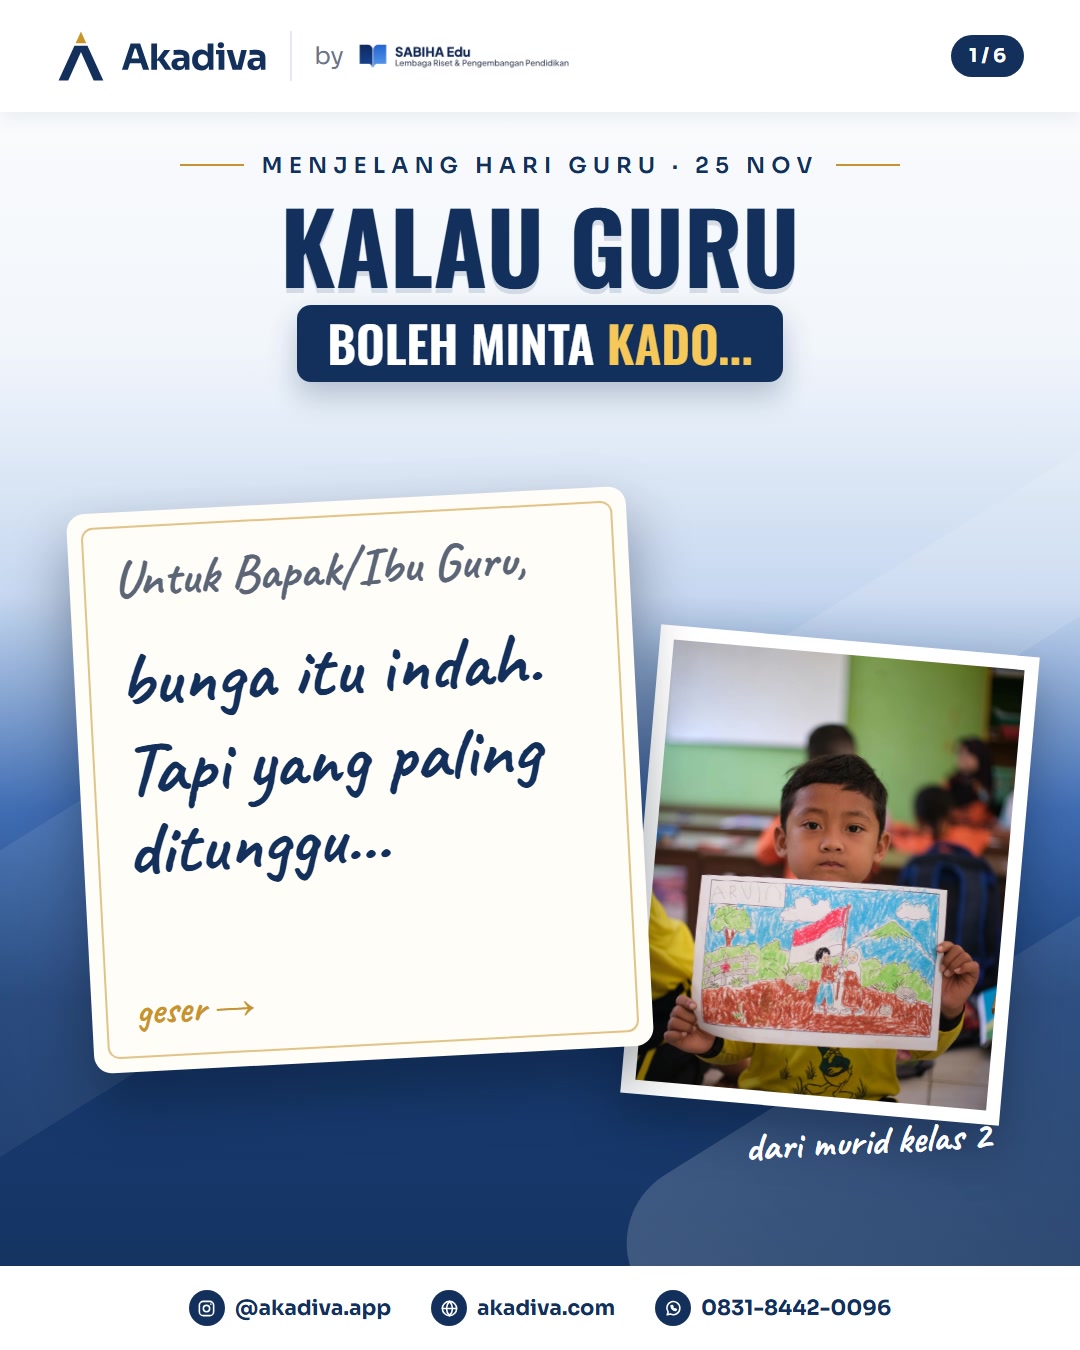 Akadiva
by
SABIHA Edu
Lembaga Riset & Pengembangan Pendidikan
1/6
MENJELANG HARI GURU · 25 NOV
KALAU GURU
BOLEH MINTA KADO...
Untuk Bapak/Ibu Guru,
bunga itu indah.
Tapi yang paling
ditunggu...
geser →
dari murid kelas 2
@akadiva.app
akadiva.com
0831-8442-0096